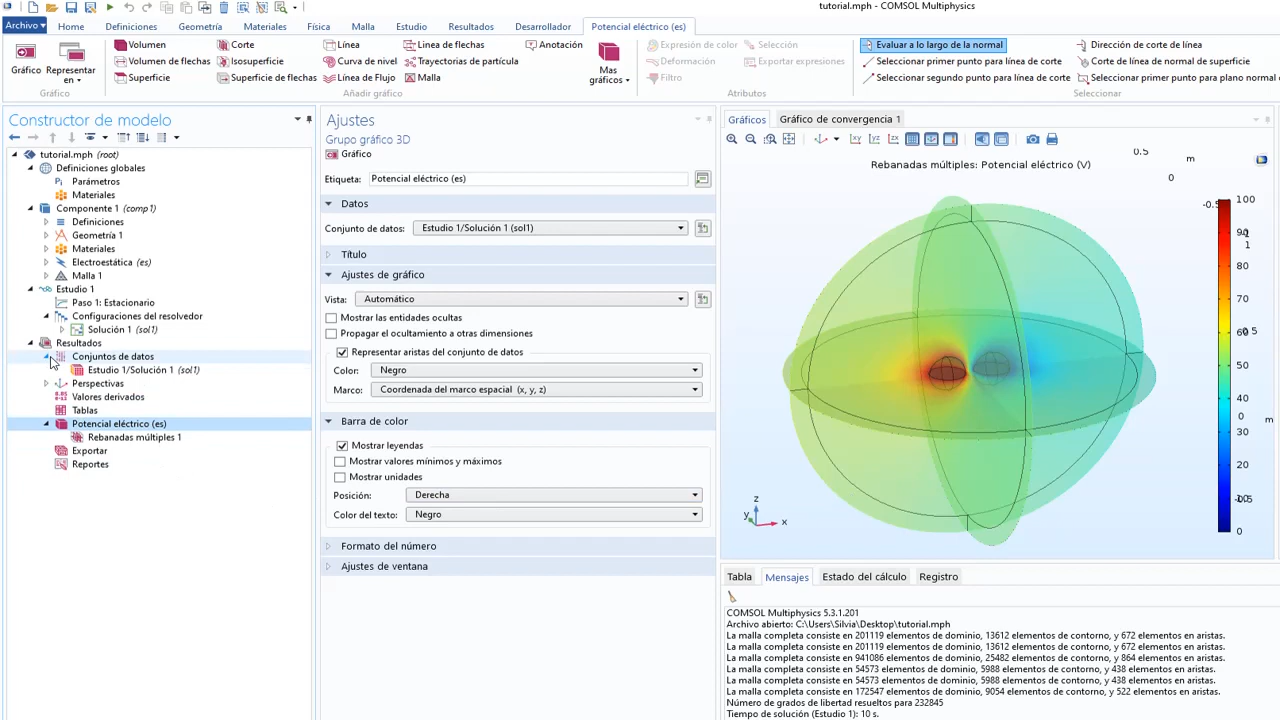 tutorial.mph - COMSOL Multiphysics
Archivo
Home
Definiciones
Geometría
Materiales
Física
Malla
Estudio
Resultados
Desarrollador
Potencial eléctrico (es)
Gráfico
Representar en
Gráfico
Volumen
Volumen de flechas
Superficie
Corte
Isosuperficie
Superficie de flechas
Línea
Curva de nivel
Línea de Flujo
Linea de flechas
Trayectorias de partícula
Malla
Anotación
Mas gráficos
Añadir gráfico
Expresión de color
Deformación
Filtro
Selección
Exportar expresiones
Atributos
Evaluar a lo largo de la normal
Seleccionar primer punto para línea de corte
Seleccionar segundo punto para línea de corte
Dirección de corte de línea
Corte de línea de normal de superficie
Seleccionar primer punto para plano normal
Seleccionar
Constructor de modelo
tutorial.mph (root)
Definiciones globales
Pi Parámetros
Materiales
Componente 1 (comp1)
Definiciones
Geometría 1
Materiales
Electroestática (es)
Malla 1
Estudio 1
Paso 1: Estacionario
Configuraciones del resolvedor
Solución 1 (sol1)
Resultados
Conjuntos de datos
Estudio 1/Solución 1 (sol1)
Perspectivas
Valores derivados
Tablas
Potencial eléctrico (es)
Rebanadas múltiples 1
Exportar
Reportes
Ajustes
Grupo gráfico 3D
Gráfico
Etiqueta: Potencial eléctrico (es)
Datos
Conjunto de datos: Estudio 1/Solución 1 (sol1)
Título
Ajustes de gráfico
Vista: Automático
Mostrar las entidades ocultas
Propagar el ocultamiento a otras dimensiones
Representar aristas del conjunto de datos
Color: Negro
Marco: Coordenada del marco espacial (x, y, z)
Barra de color
Mostrar leyendas
Mostrar valores mínimos y máximos
Mostrar unidades
Posición: Derecha
Color del texto: Negro
Formato del número
Ajustes de ventana
Gráficos
Gráfico de convergencia 1
Rebanadas múltiples: Potencial eléctrico (V)
0.5
m
0
100
90
80
70
60
50
40
30
20
10
0
m
z
y
x
Tabla
Mensajes
Estado del cálculo
Registro
COMSOL Multiphysics 5.3.1.201
Archivo abierto: C:\Users\Silvia\Desktop\tutorial.mph
La malla completa consiste en 201119 elementos de dominio, 13612 elementos de contorno, y 672 elementos en aristas.
La malla completa consiste en 201119 elementos de dominio, 13612 elementos de contorno, y 672 elementos en aristas.
La malla completa consiste en 941086 elementos de dominio, 25482 elementos de contorno, y 864 elementos en aristas.
La malla completa consiste en 54573 elementos de dominio, 5988 elementos de contorno, y 438 elementos en aristas.
La malla completa consiste en 54573 elementos de dominio, 5988 elementos de contorno, y 438 elementos en aristas.
La malla completa consiste en 172547 elementos de dominio, 9054 elementos de contorno, y 522 elementos en aristas.
Número de grados de libertad resueltos para 232845
Tiempo de solución (Estudio 1): 10 s.